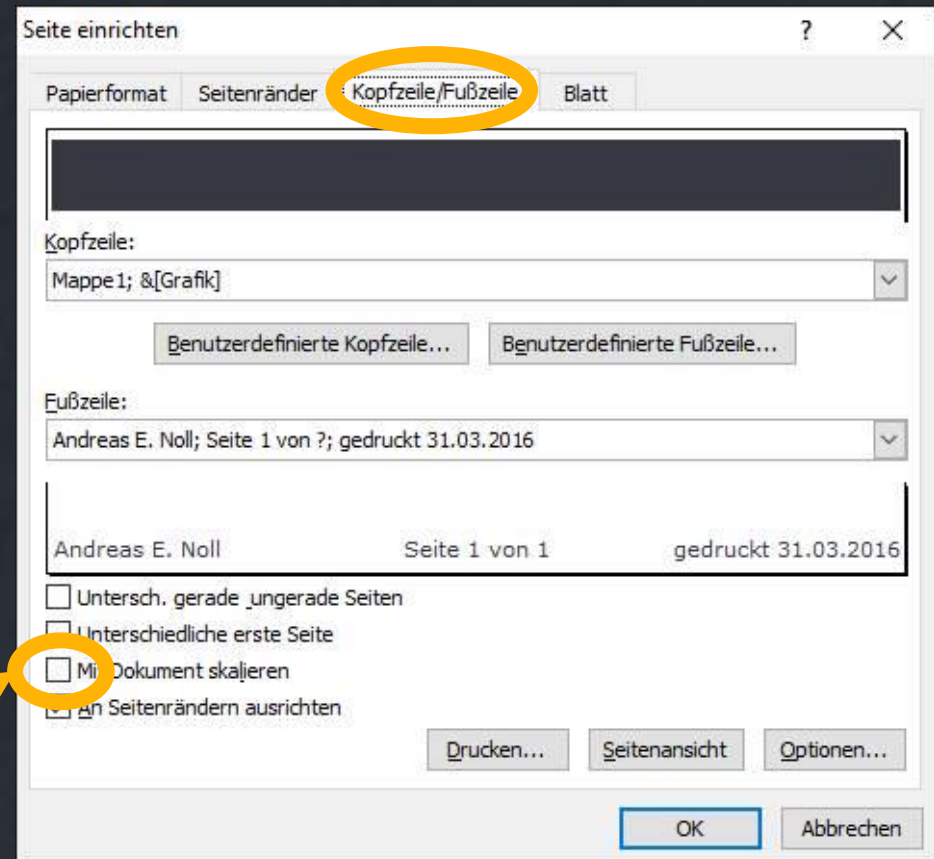 Seite einrichten ?
Papierformat Seitenränder Kopfzeile/Fußzeile Blatt
Kopfzeile:
Mappe1; &[Grafik]
Benutzerdefinierte Kopfzeile... Benutzerdefinierte Fußzeile...
Fußzeile:
Andreas E. Noll; Seite 1 von ?; gedruckt 31.03.2016
Andreas E. Noll Seite 1 von 1 gedruckt 31.03.2016
Untersch. gerade ungerade Seiten
Unterschiedliche erste Seite
Mit Dokument skalieren
An Seitenrändern ausrichten
Drucken... Seitenansicht Optionen...
OK Abbrechen